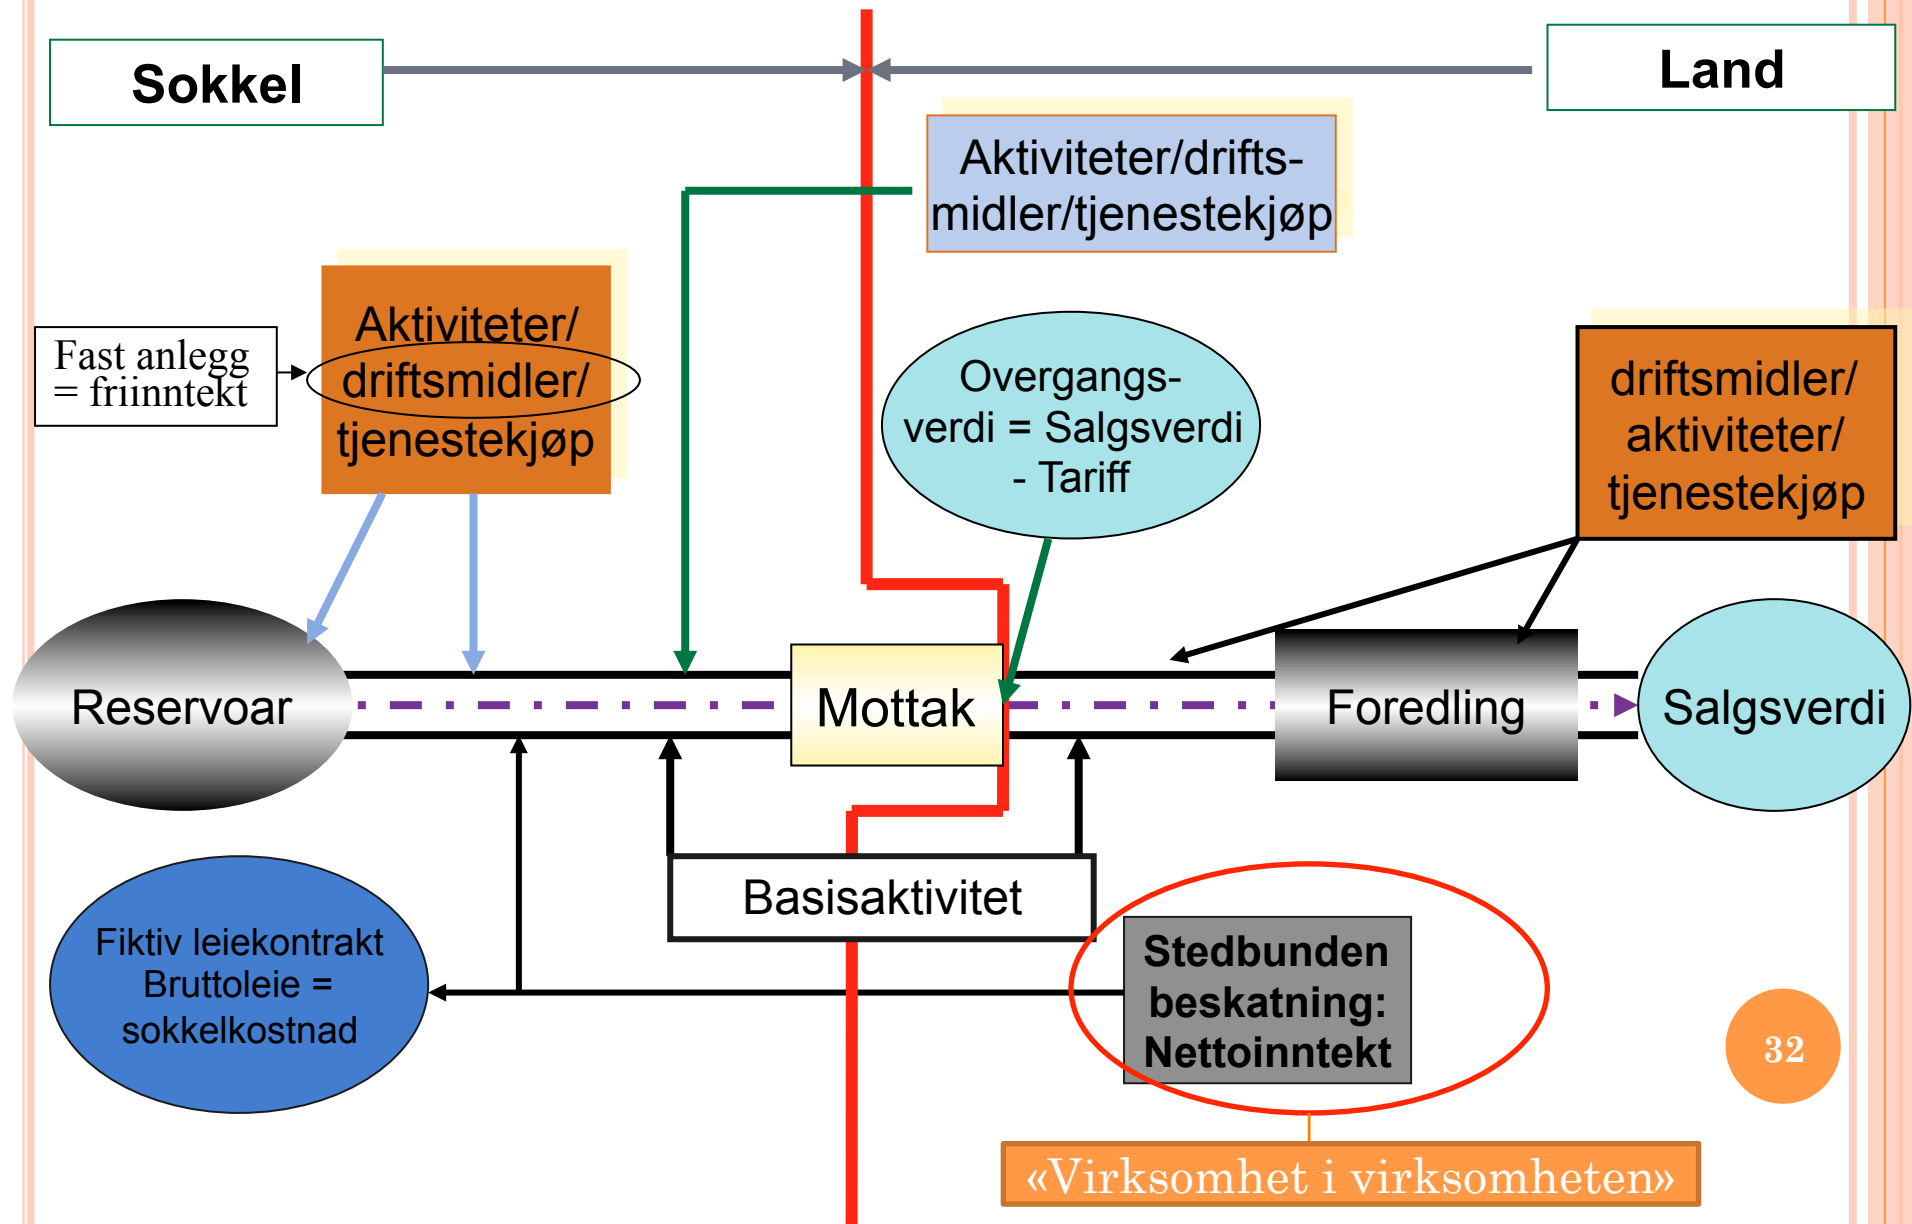 Sokkel
Land
Aktiviteter/drifts-
midler/tjenestekjøp
Aktiviteter/
driftsmidler/
tjenestekjøp
Fast anlegg
= friinntekt
Overgangs-
verdi = Salgsverdi
- Tariff
driftsmidler/
aktiviteter/
tjenestekjøp
Reservoar
Mottak
Foredling
Salgsverdi
Basisaktivitet
Fiktiv leiekontrakt
Bruttoleie =
sokkelkostnad
Stedbunden
beskatning:
Nettoinntekt
32
«Virksomhet i virksomheten»